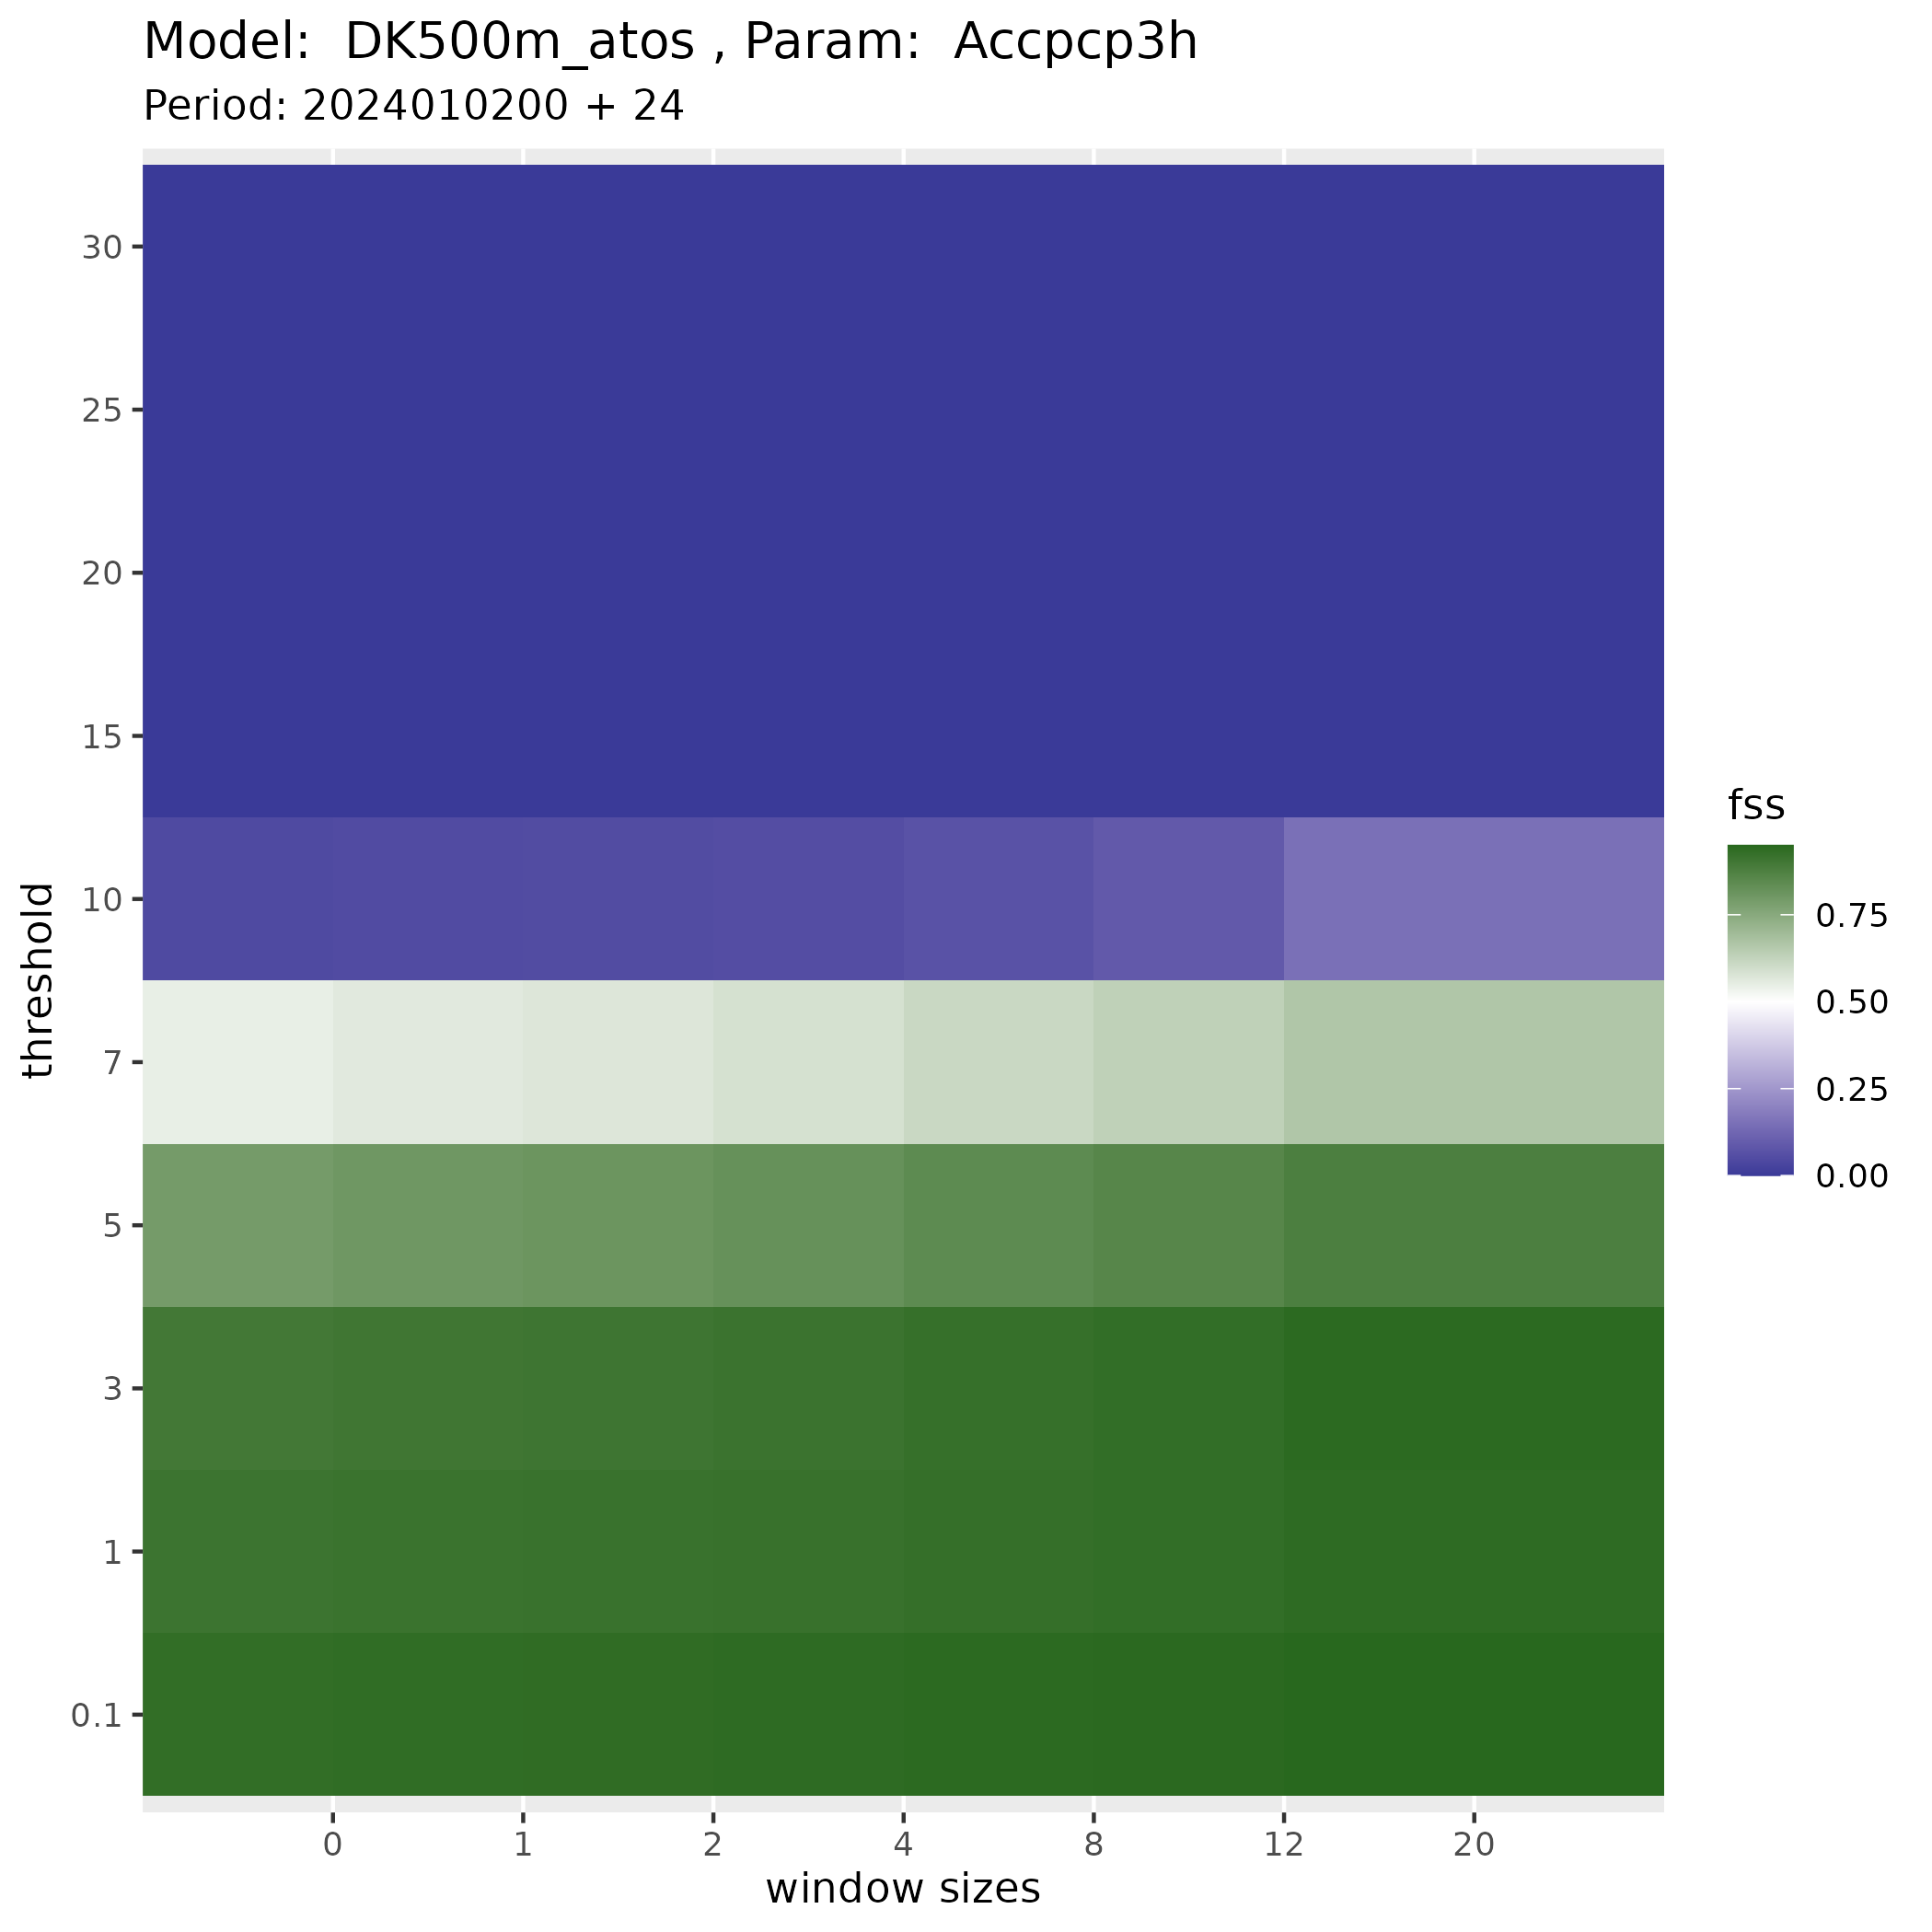 Model:  DK500m_atos , Param:  Accpcp3h
Period: 2024010200 + 24
30
25
20
15
10
7
5
3
1
0.1
threshold
0 1 2 4 8 12 20
window sizes
fss
0.75
0.50
0.25
0.00